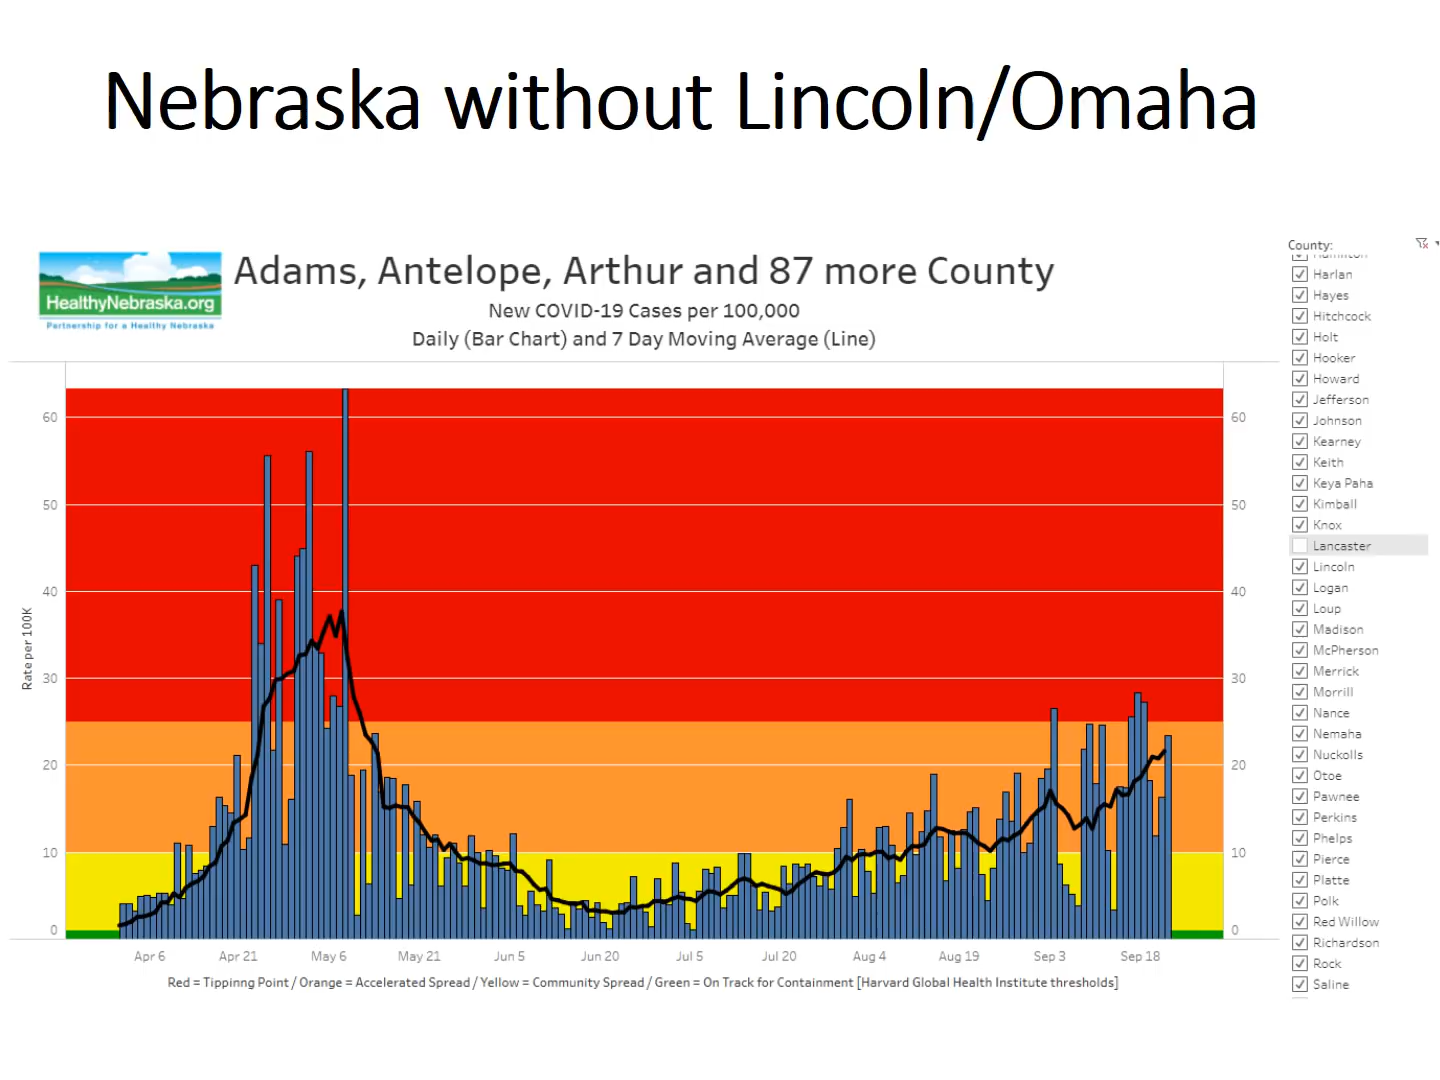 Nebraska without Lincoln/Omaha
HealthyNebraska.org
Partnership for a Healthy Nebraska
Adams, Antelope, Arthur and 87 more County
New COVID-19 Cases per 100,000
Daily (Bar Chart) and 7 Day Moving Average (Line)
Rate per 100K
60
50
40
30
20
10
0
60
50
40
30
20
10
0
Apr 6 Apr 21 May 6 May 21 Jun 5 Jun 20 Jul 5 Jul 20 Aug 4 Aug 19 Sep 3 Sep 18
Red = Tippinng Point / Orange = Accelerated Spread / Yellow = Community Spread / Green = On Track for Containment [Harvard Global Health Institute thresholds]
County:
Hamilton
Harlan
Hayes
Hitchcock
Holt
Hooker
Howard
Jefferson
Johnson
Kearney
Keith
Keya Paha
Kimball
Knox
Lancaster
Lincoln
Logan
Loup
Madison
McPherson
Merrick
Morrill
Nance
Nemaha
Nuckolls
Otoe
Pawnee
Perkins
Phelps
Pierce
Platte
Polk
Red Willow
Richardson
Rock
Saline